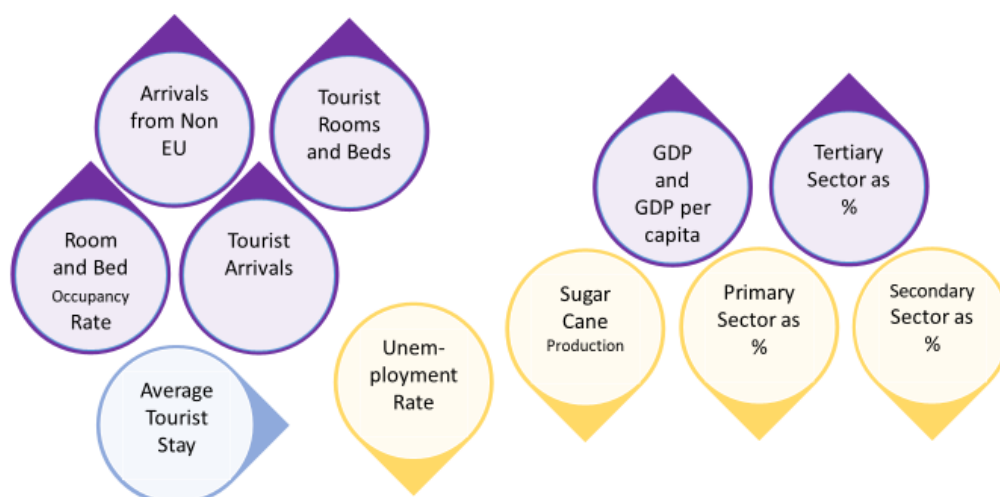 Arrivals
from Non
EU
Tourist
Rooms
and Beds
Room
and Bed
Occupancy
Rate
Tourist
Arrivals
Average
Tourist
Stay
Unem-
ployment
Rate
GDP
and
GDP per
capita
Tertiary
Sector as
%
Sugar
Cane
Production
Primary
Sector as
%
Secondary
Sector as
%